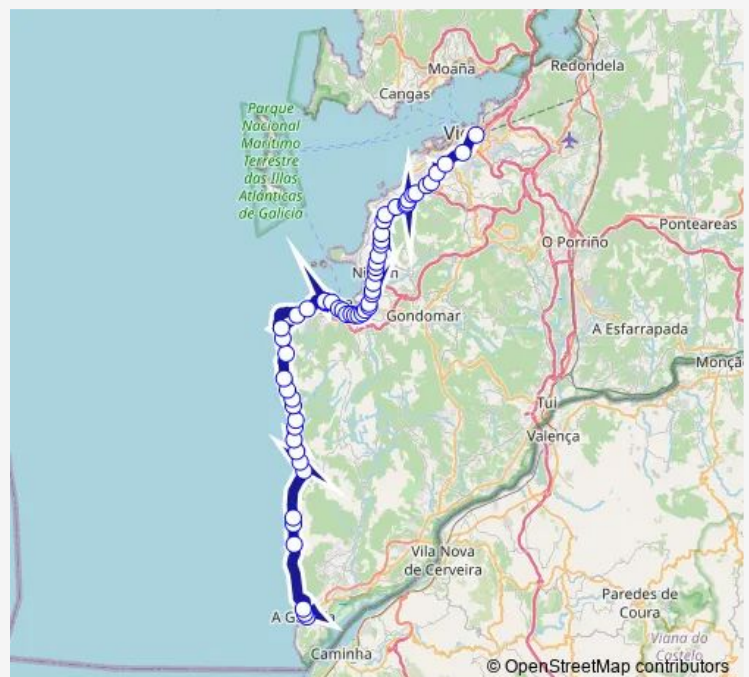 Moaña
Redondela
Cangas
Parque
Nacional
Marítimo
Terrestre
das Illas
Atlánticas
de Galicia
Ponteareas
O Porriño
Gondomar
A Esfarrapada
Tui
Valença
Vila Nova
de Cerveira
Paredes de
Coura
Viana do
Castelo
Caminha
© OpenStreetMap contributors